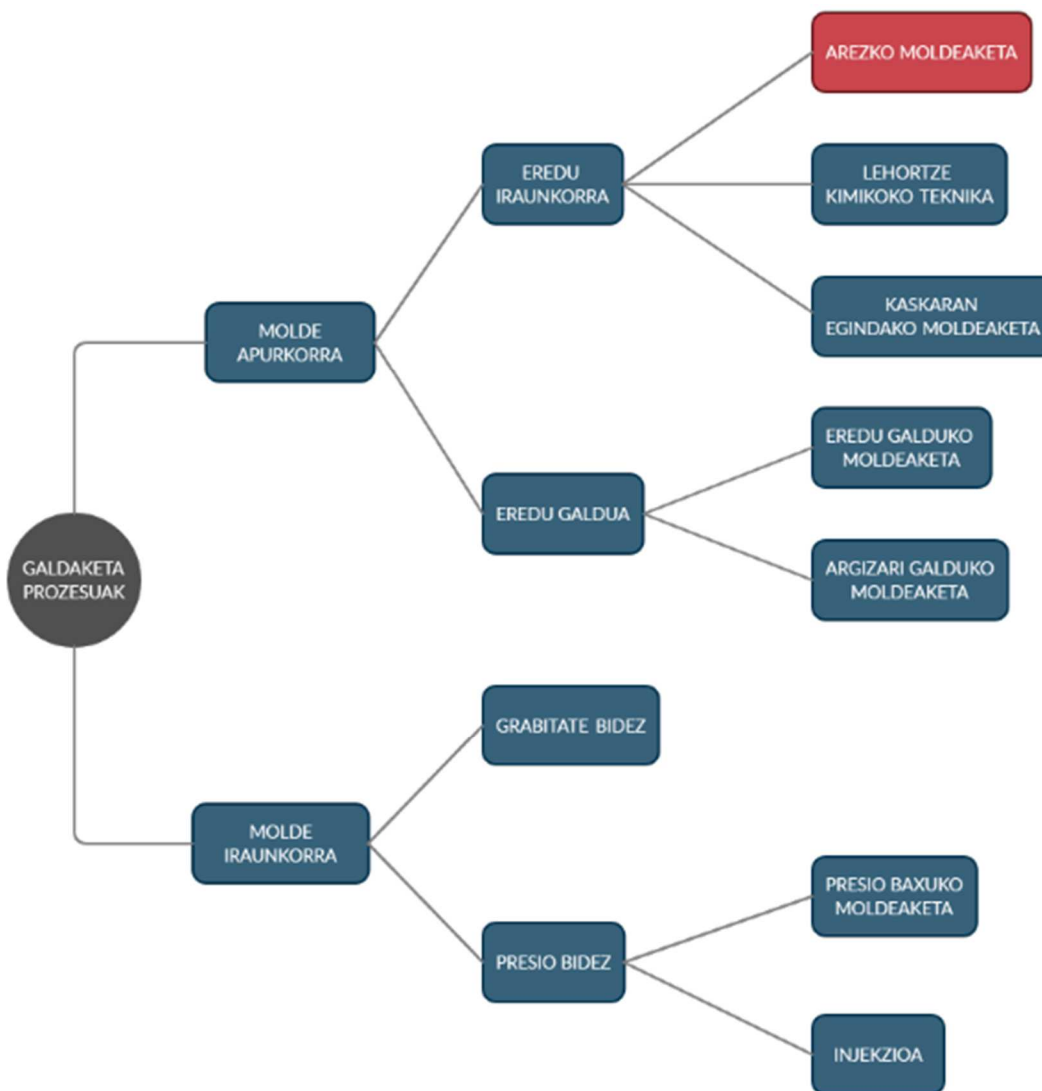 AREZKO MOLDEAKETA
EREDU
IRAUNKORRA
LEHORTZE
KIMIKOKO TEKNIKA
KASKARAN
EGINDAKO MOLDEAKETA
MOLDE
APURKORRA
EREDU GALDUKO
MOLDEAKETA
EREDU GALDUA
ARGIZARI GALDUKO
MOLDEAKETA
GALDAKETA
PROZESUAK
GRABITATE BIDEZ
MOLDE
IRAUNKORRA
PRESIO BAXUKO
MOLDEAKETA
PRESIO BIDEZ
INJEKZIOA